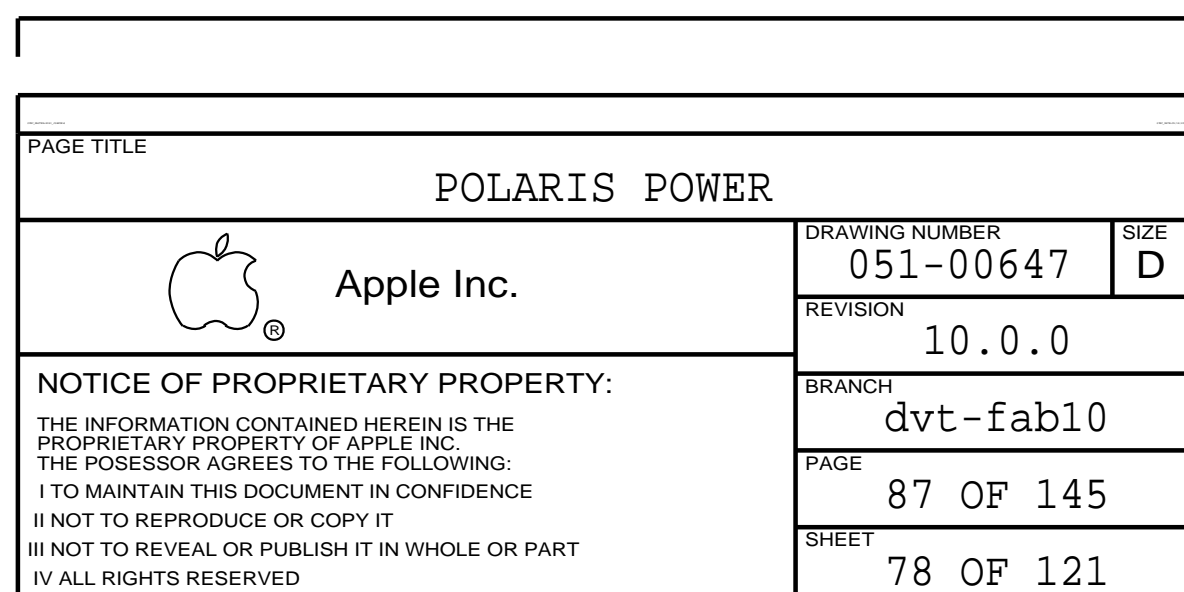 PAGE TITLE
POLARIS POWER
Apple Inc.
®
DRAWING NUMBER
051-00647
SIZE
D
REVISION
10.0.0
NOTICE OF PROPRIETARY PROPERTY:
THE INFORMATION CONTAINED HEREIN IS THE
PROPRIETARY PROPERTY OF APPLE INC.
THE POSESSOR AGREES TO THE FOLLOWING:
I TO MAINTAIN THIS DOCUMENT IN CONFIDENCE
II NOT TO REPRODUCE OR COPY IT
III NOT TO REVEAL OR PUBLISH IT IN WHOLE OR PART
IV ALL RIGHTS RESERVED
BRANCH
dvt-fab10
PAGE
87 OF 145
SHEET
78 OF 121